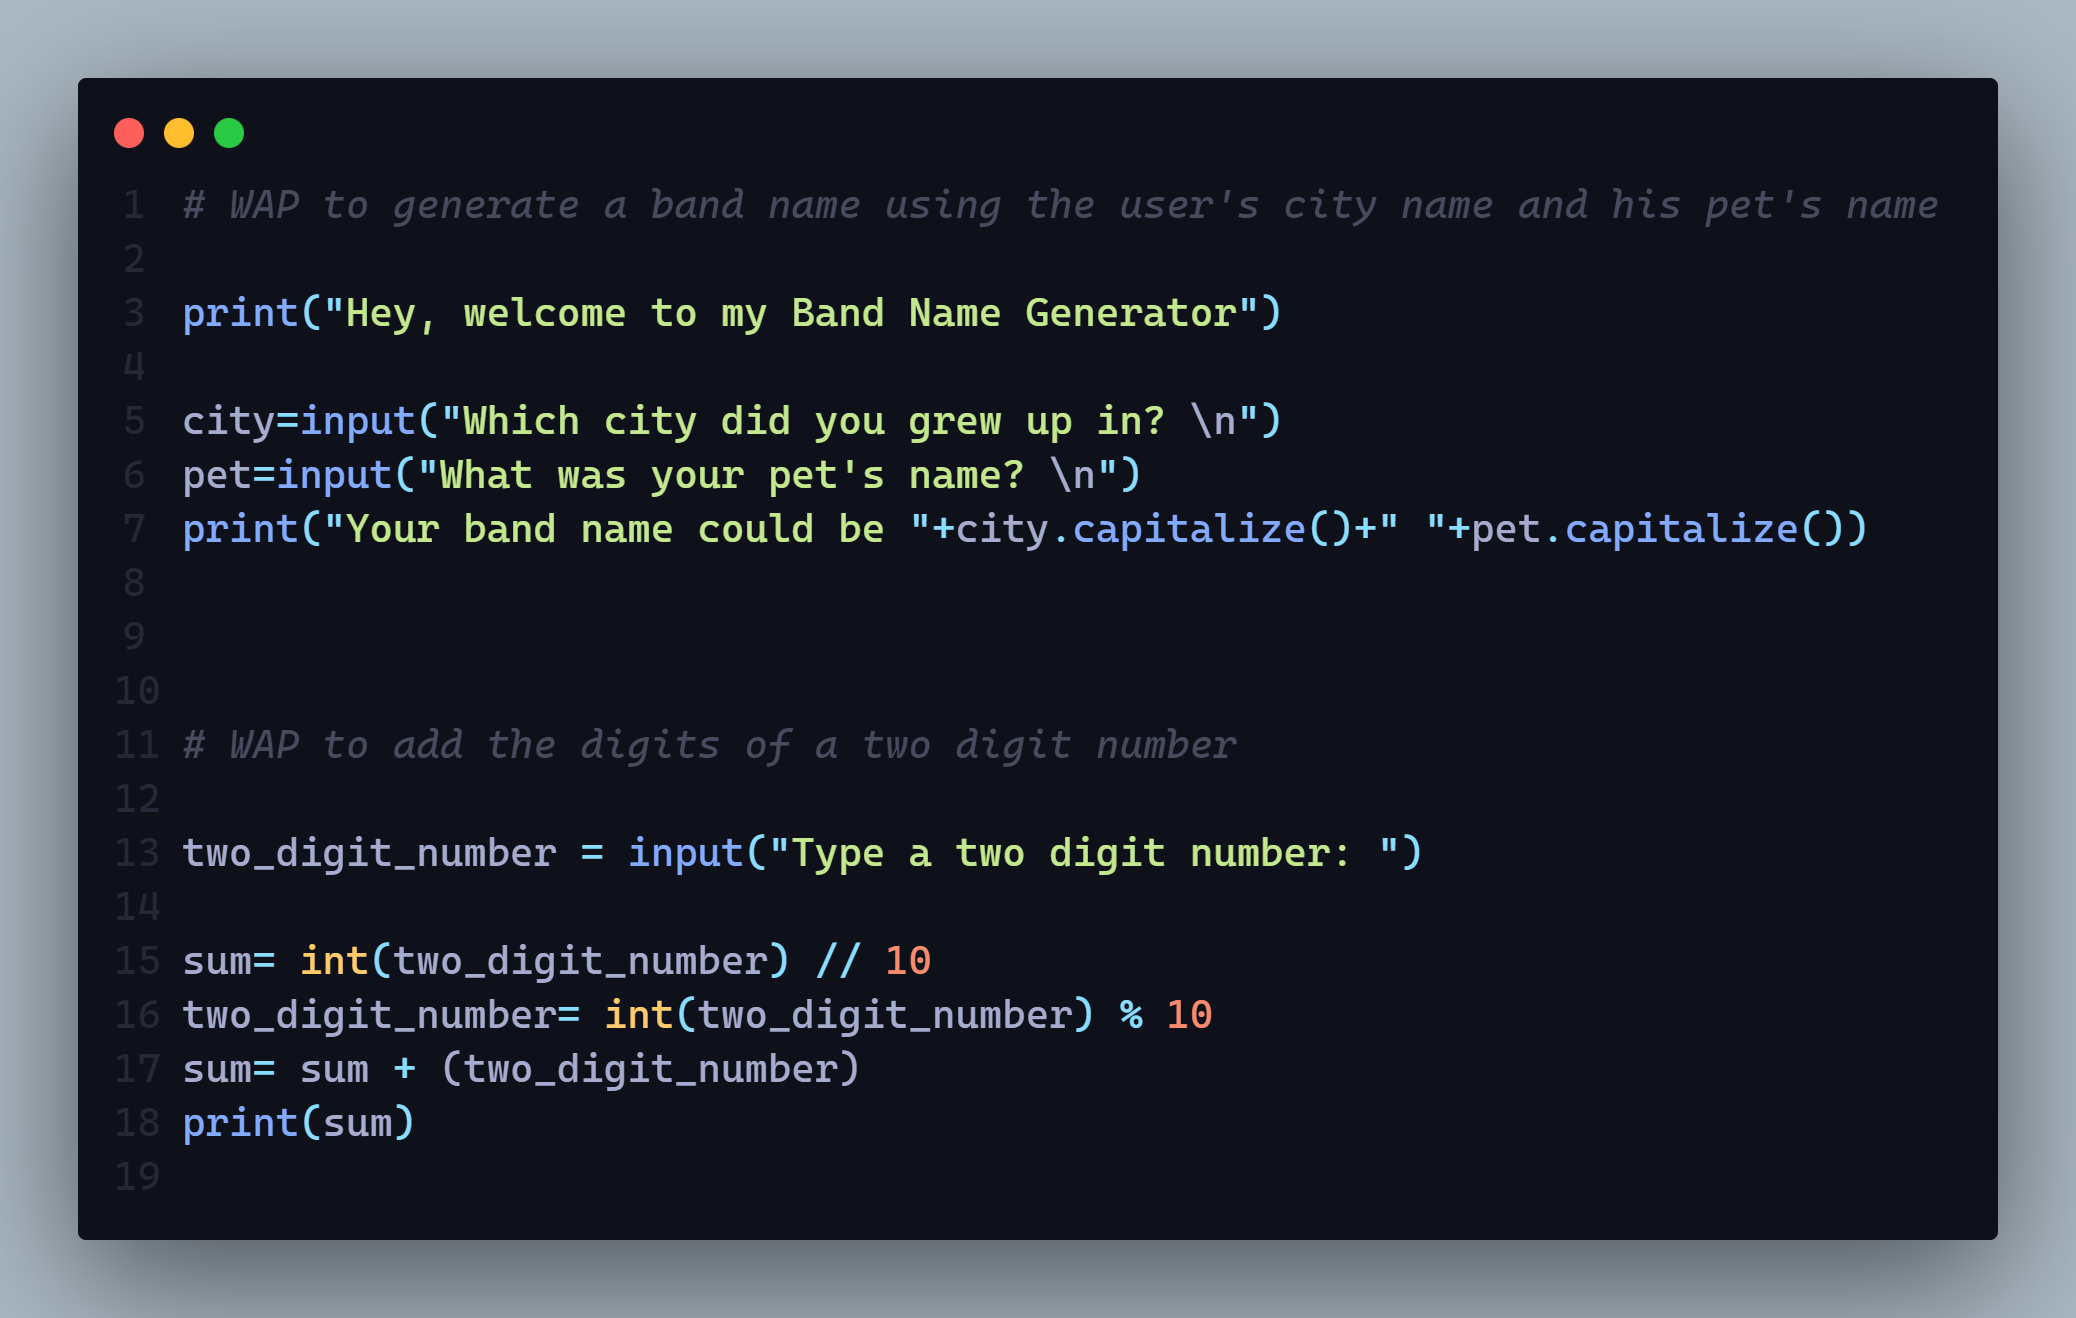 1 # WAP to generate a band name using the user's city name and his pet's name
2
3 print("Hey, welcome to my Band Name Generator")
4
5 city=input("Which city did you grew up in? \n")
6 pet=input("What was your pet's name? \n")
7 print("Your band name could be "+city.capitalize()+" "+pet.capitalize())
8
9
10
11 # WAP to add the digits of a two digit number
12
13 two_digit_number = input("Type a two digit number: ")
14
15 sum= int(two_digit_number) // 10
16 two_digit_number= int(two_digit_number) % 10
17 sum= sum + (two_digit_number)
18 print(sum)
19